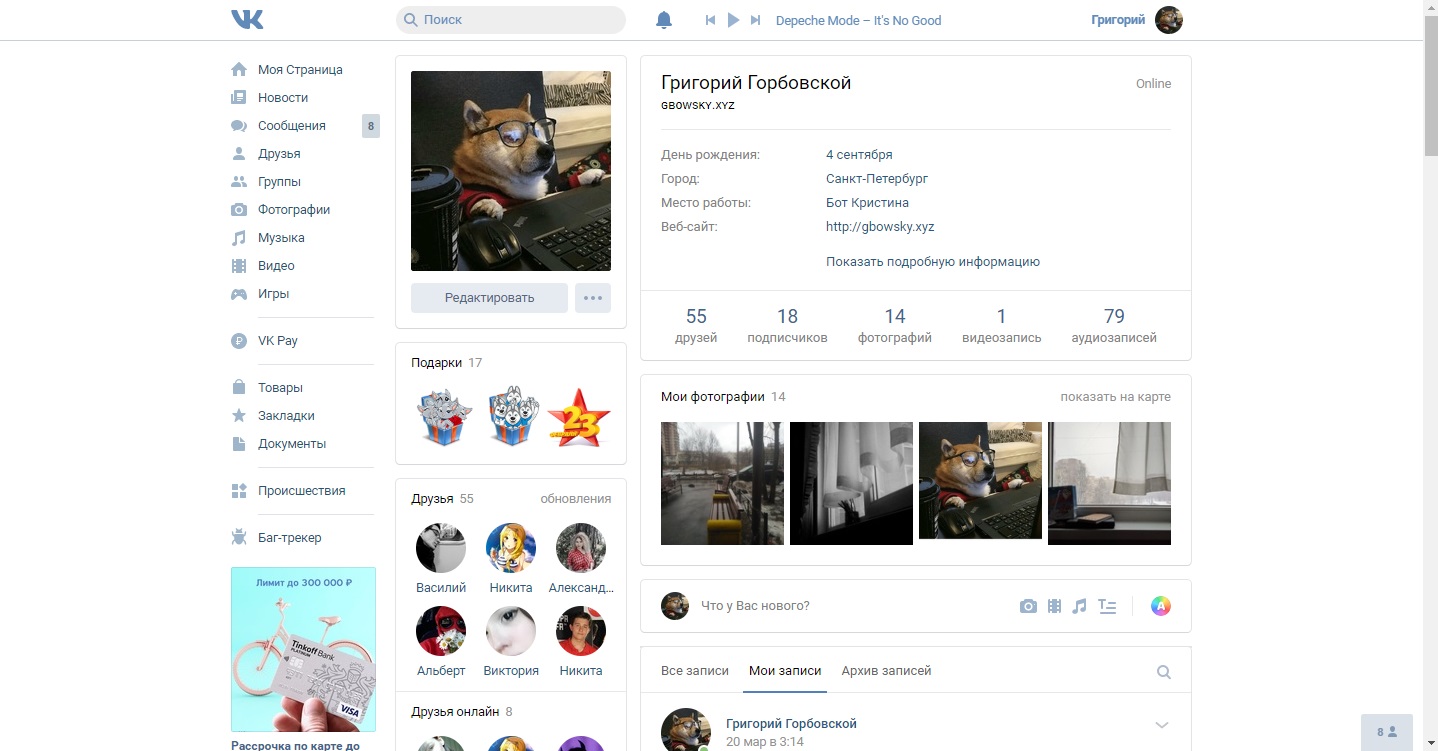 VK
Поиск
Depeche Mode – It's No Good
Григорий
Моя Страница
Новости
Сообщения 8
Друзья
Группы
Фотографии
Музыка
Видео
Игры
VK Pay
Товары
Закладки
Документы
Происшествия
Баг-трекер
Лимит до 300 000 ₽
Tinkoff Bank
PLATINUM
VISA
Рассрочка по карте до
Редактировать
Подарки 17
23
ФЕВРАЛЯ
Друзья 55 обновления
Василий Никита Александ...
Альберт Виктория Никита
Друзья онлайн 8
Григорий Горбовской Online
GBOWSKY.XYZ
День рождения: 4 сентября
Город: Санкт-Петербург
Место работы: Бот Кристина
Веб-сайт: http://gbowsky.xyz
Показать подробную информацию
55 18 14 1 79
друзей подписчиков фотографий видеозапись аудиозаписей
Мои фотографии 14 показать на карте
Что у Вас нового?
Все записи Мои записи Архив записей
Григорий Горбовской
20 мар в 3:14
8